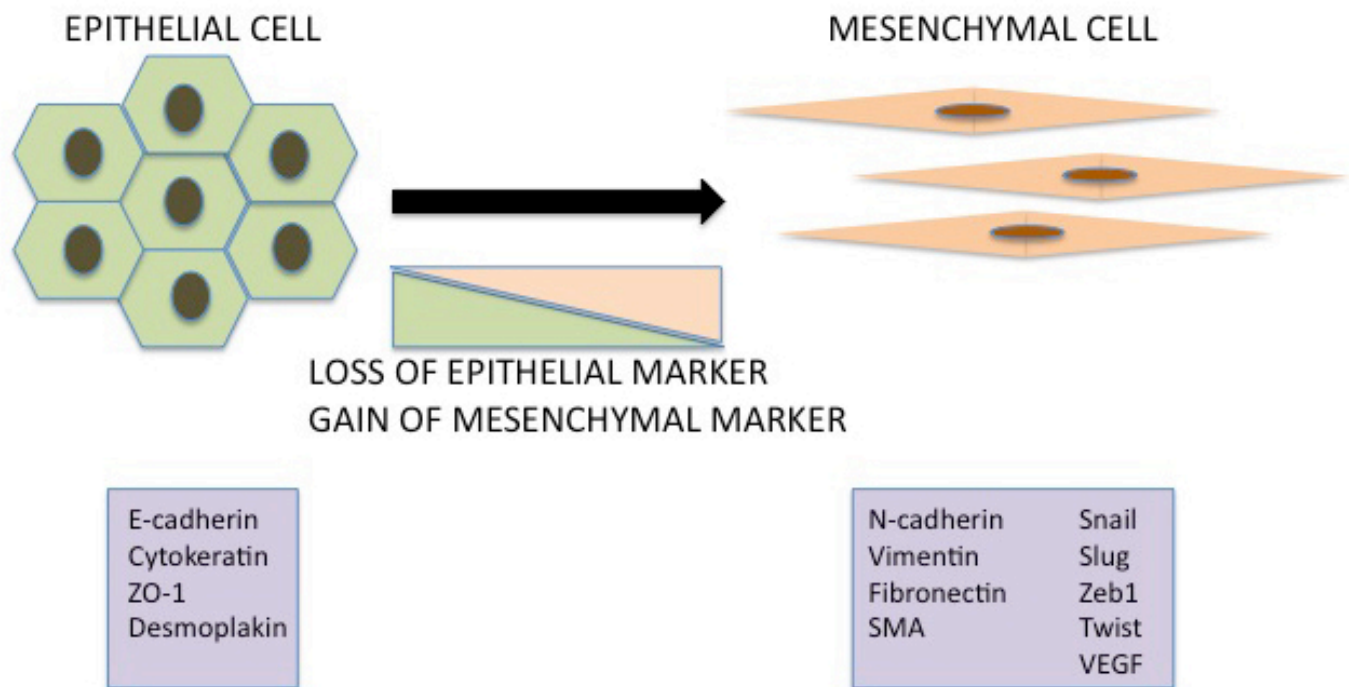 EPITHELIAL CELL
MESENCHYMAL CELL
LOSS OF EPITHELIAL MARKER
GAIN OF MESENCHYMAL MARKER
E-cadherin
Cytokeratin
ZO-1
Desmoplakin
N-cadherin
Vimentin
Fibronectin
SMA
Snail
Slug
Zeb1
Twist
VEGF